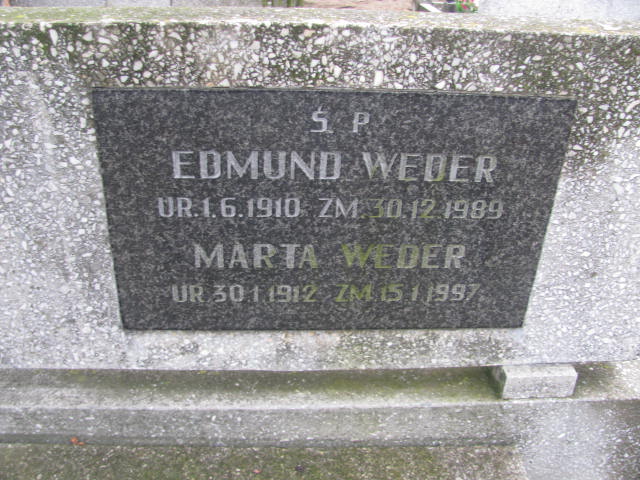 Ś. P
EDMUND WEDER
UR.1.6.1910 ZM.30.12.1989
MARTA WEDER
UR.30.1.1912 ZM.15.1.1997.